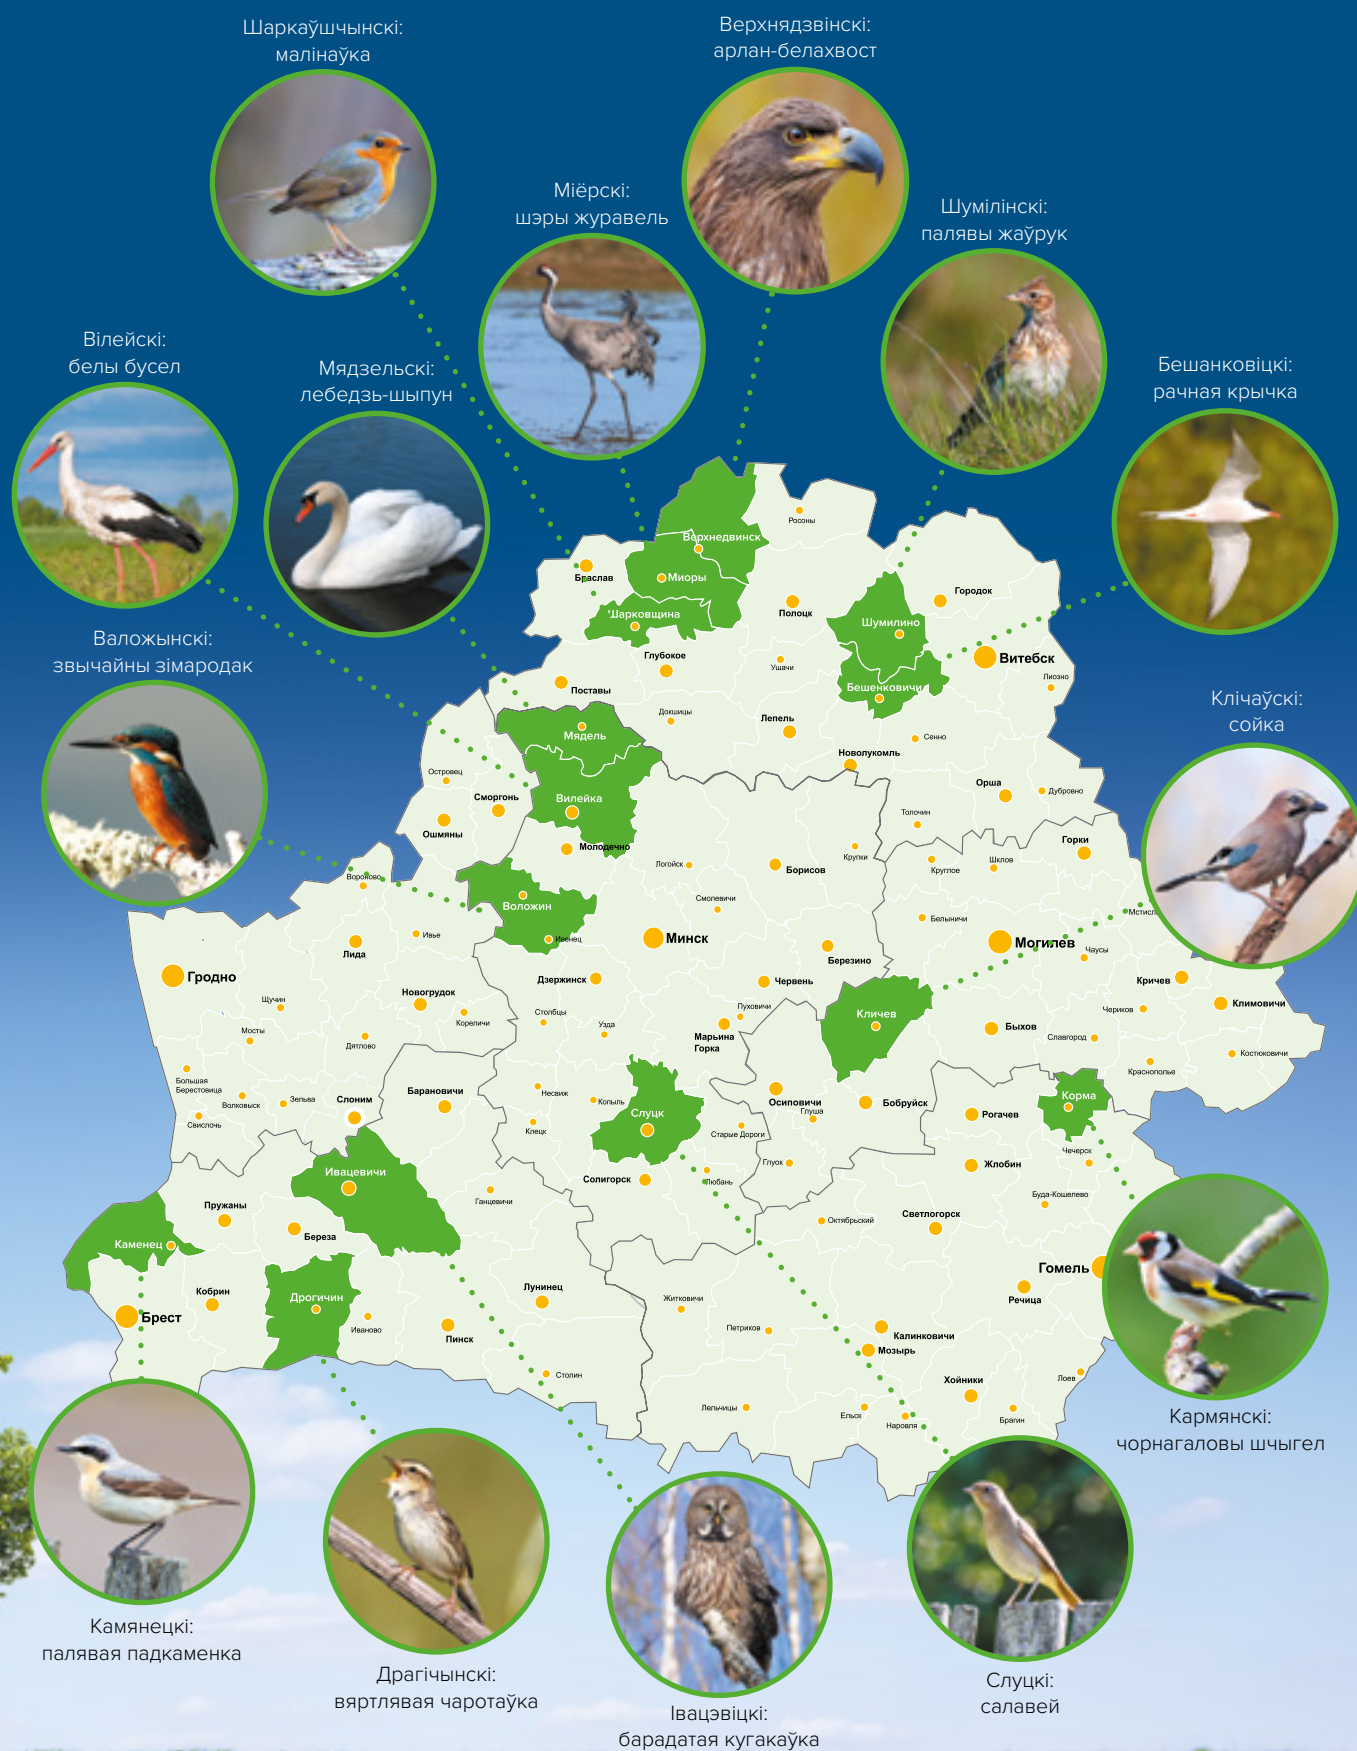 Шаркаўшчынскі:
малінаўка
Верхнядзвінскі:
арлан-белахвост
Міёрскі:
шэры журавель
Шумілінскі:
палявы жаўрук
Вілейскі:
белы бусел
Мядзельскі:
лебедзь-шыпун
Бешанковіцкі:
рачная крычка
Валожынскі:
звычайны зімародак
Клічаўскі:
сойка
Росоны
Верхнедвинск
Браслав
Миоры
Городок
Полоцк
Шарковщина
Шумилино
Глубокое
Ушачи
Витебск
Лиозно
Поставы
Бешенковичи
Докшицы
Лепель
Мядель
Сенно
Новолукомль
Островец
Орша
Дубровно
Сморгонь
Вилейка
Толочин
Ошмяны
Горки
Молодечно
Крупки
Шклов
Логойск
Борисов
Круглое
Вороново
Смолевичи
Воложин
Мстисл
Белыничи
Ивье
Минск
Ивенец
Могилев
Лида
Березино
Чаусы
Гродно
Дзержинск
Червень
Кричев
Новогрудок
Щучин
Климовичи
Пуховичи
Чериков
Столбцы
Кличев
Кореличи
Узда
Мосты
Марьина
Горка
Быхов
Славгород
Дятлово
Костюковичи
Краснополье
Большая
Берестовица
Барановичи
Несвиж
Корма
Слоним
Зельва
Копыль
Осиповичи
Бобруйск
Волковыск
Глуша
Слуцк
Рогачев
Свислочь
Клецк
Старые Дороги
Чечерск
Глуок
Жлобин
Ивацевичи
Солигорск
Любань
Буда-Кошелево
Ганцевичи
Пружаны
Светлогорск
Октябрьский
Береза
Каменец
Гомель
Лунинец
Кобрин
Дрогичин
Житковичи
Речица
Брест
Иваново
Петриков
Пинск
Калинковичи
Мозырь
Столин
Хойники
Лоев
Лельчицы
Ельск
Наровля
Брагин
Кармянскі:
чорнагаловы шчыгел
Камянецкі:
палявая падкаменка
Драгічынскі:
вяртлявая чаротаўка
Івацэвіцкі:
барадатая кугакаўка
Слуцкі:
салавей